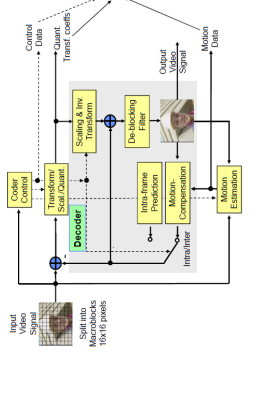 Input
Video
Signal
Split into
Macroblocks
16x16 pixels
Coder
Control
Control
Data
Transform/
Scal./Quant.
Quant.
Transf. coeffs
Decoder
Scaling & Inv.
Transform
De-blocking
Filter
Output
Video
Signal
Intra-frame
Prediction
Motion-
Compensation
Intra/Inter
Motion
Data
Motion
Estimation